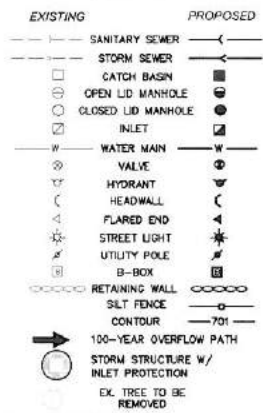 EXISTING PROPOSED
SANITARY SEWER
STORM SEWER
CATCH BASIN
OPEN LID MANHOLE
CLOSED LID MANHOLE
INLET
W WATER MAIN W
VALVE
HYDRANT
HEADWALL
FLARED END
STREET LIGHT
UTILITY POLE
B B-BOX B
RETAINING WALL
SILT FENCE
CONTOUR 701
100-YEAR OVERFLOW PATH
STORM STRUCTURE W/
INLET PROTECTION
EX. TREE TO BE
REMOVED